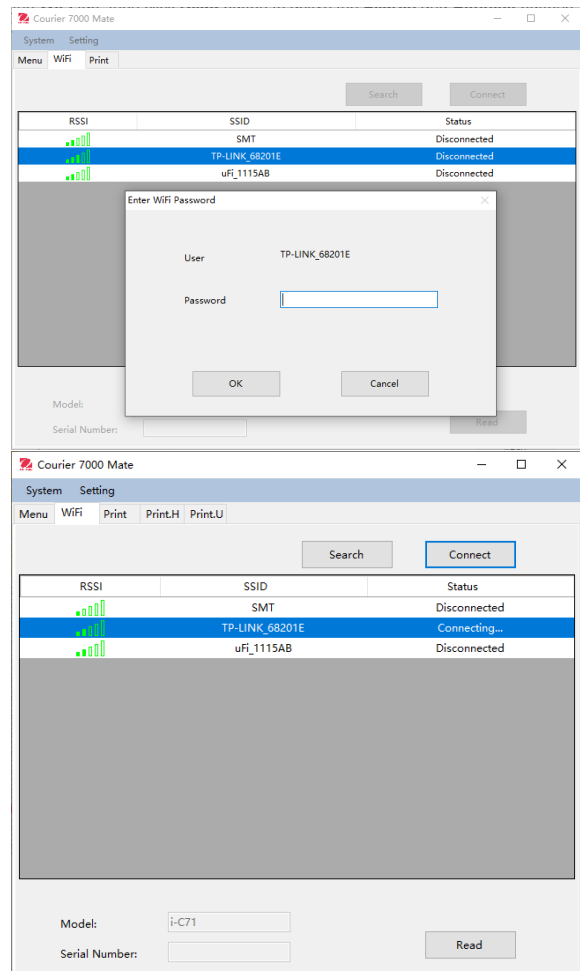 Courier 7000 Mate
System Setting
Menu WiFi Print
Search Connect
RSSI SSID Status
SMT Disconnected
TP-LINK_68201E Disconnected
uFi_1115AB Disconnected
Enter WiFi Password
User TP-LINK_68201E
Password
OK Cancel
Model:
Read
Serial Number:
Courier 7000 Mate
System Setting
Menu WiFi Print Print.H Print.U
Search Connect
RSSI SSID Status
SMT Disconnected
TP-LINK_68201E Connecting...
uFi_1115AB Disconnected
Model: i-C71
Read
Serial Number: